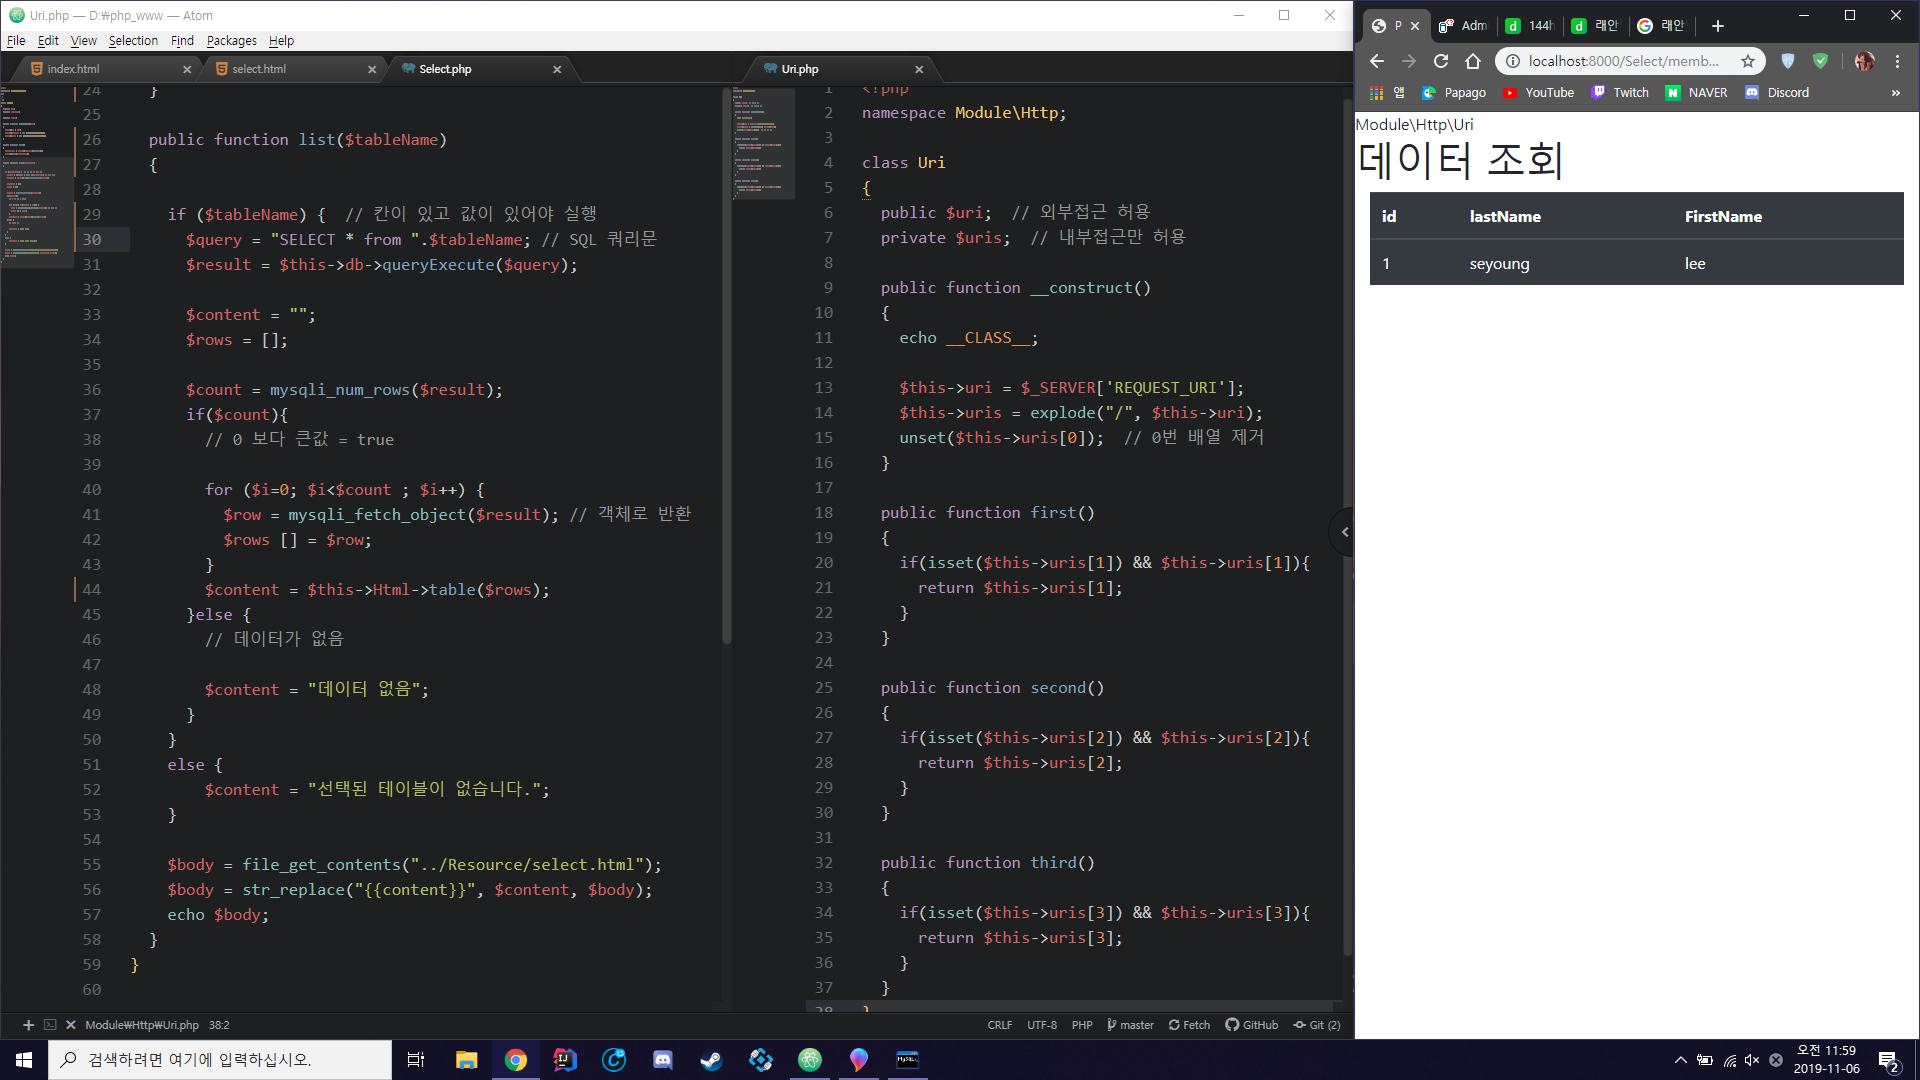 Uri.php — D:₩php_www — Atom
File Edit View Selection Find Packages Help
index.html
select.html
Select.php
Uri.php
24 }
25
26 public function list($tableName)
27 {
28
29 if ($tableName) { // 칸이 있고 값이 있어야 실행
30 $query = "SELECT * from ".$tableName; // SQL 쿼리문
31 $result = $this->db->queryExecute($query);
32
33 $content = "";
34 $rows = [];
35
36 $count = mysqli_num_rows($result);
37 if($count){
38 // 0 보다 큰값 = true
39
40 for ($i=0; $i<$count ; $i++) {
41 $row = mysqli_fetch_object($result); // 객체로 반환
42 $rows [] = $row;
43 }
44 $content = $this->Html->table($rows);
45 }else {
46 // 데이터가 없음
47
48 $content = "데이터 없음";
49 }
50 }
51 else {
52 $content = "선택된 테이블이 없습니다.";
53 }
54
55 $body = file_get_contents("../Resource/select.html");
56 $body = str_replace("{{content}}", $content, $body);
57 echo $body;
58 }
59 }
60
1 <?php
2 namespace Module\Http;
3
4 class Uri
5 {
6 public $uri; // 외부접근 허용
7 private $uris; // 내부접근만 허용
8
9 public function __construct()
10 {
11 echo __CLASS__;
12
13 $this->uri = $_SERVER['REQUEST_URI'];
14 $this->uris = explode("/", $this->uri);
15 unset($this->uris[0]); // 0번 배열 제거
16 }
17
18 public function first()
19 {
20 if(isset($this->uris[1]) && $this->uris[1]){
21 return $this->uris[1];
22 }
23 }
24
25 public function second()
26 {
27 if(isset($this->uris[2]) && $this->uris[2]){
28 return $this->uris[2];
29 }
30 }
31
32 public function third()
33 {
34 if(isset($this->uris[3]) && $this->uris[3]){
35 return $this->uris[3];
36 }
37 }
38 }
Module₩Http₩Uri.php 38:2
CRLF UTF-8 PHP master Fetch GitHub Git (2)
P Adm 144h 래안 래안
localhost:8000/Select/memb...
앱 Papago YouTube Twitch NAVER Discord »
Module\Http\Uri
데이터 조회
id lastName FirstName
1 seyoung lee
검색하려면 여기에 입력하십시오.
오전 11:59
2019-11-06
2